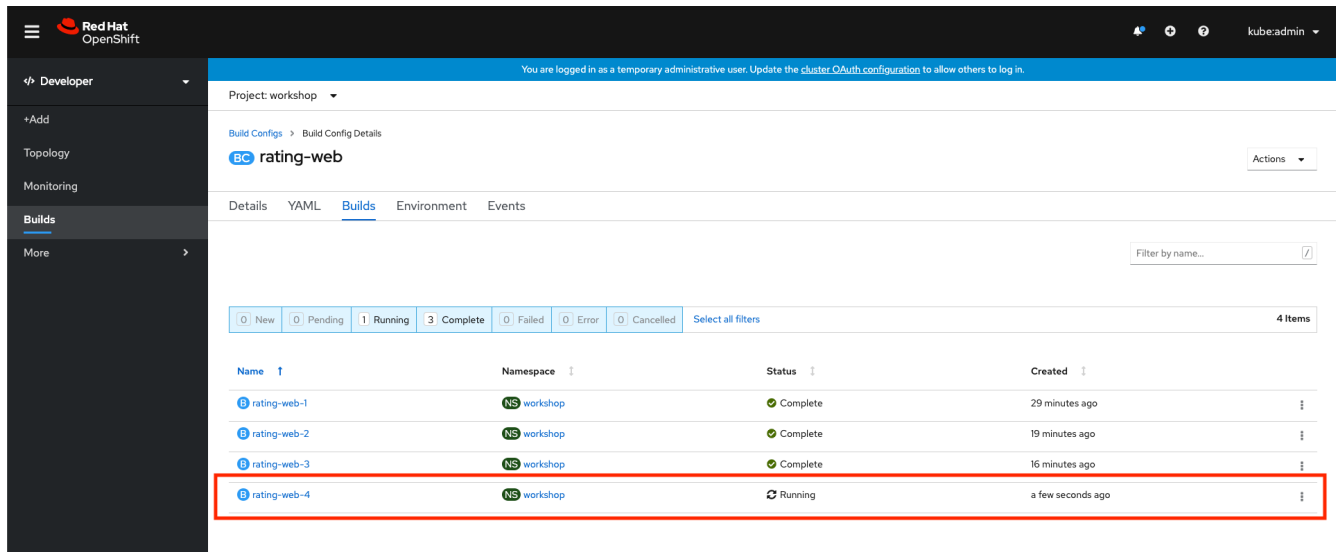 Red Hat
OpenShift
kube:admin
</> Developer
You are logged in as a temporary administrative user. Update the cluster OAuth configuration to allow others to log in.
Project: workshop
+Add
Topology
Monitoring
Builds
More
Build Configs > Build Config Details
BC rating-web
Actions
Details YAML Builds Environment Events
Filter by name... /
0 New 0 Pending 1 Running 3 Complete 0 Failed 0 Error 0 Cancelled Select all filters 4 Items
Name Namespace Status Created
B rating-web-1 NS workshop Complete 29 minutes ago
B rating-web-2 NS workshop Complete 19 minutes ago
B rating-web-3 NS workshop Complete 16 minutes ago
B rating-web-4 NS workshop Running a few seconds ago